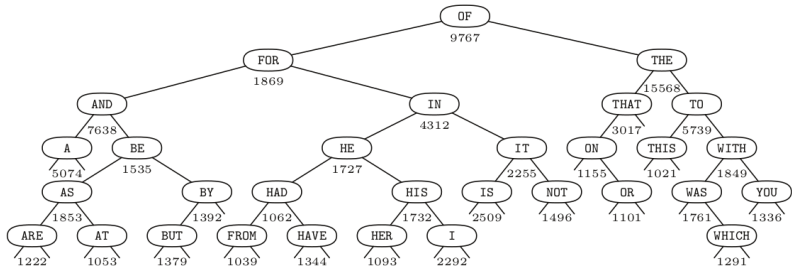 OF
9767
FOR THE
1869 15568
AND IN THAT TO
7638 4312 3017 5739
A BE HE IT ON THIS WITH
5074 1535 1727 2255 1155 1021 1849
AS BY HAD HIS IS NOT OR WAS YOU
1853 1392 1062 1732 2509 1496 1101 1761 1336
ARE AT BUT FROM HAVE HER I WHICH
1222 1053 1379 1039 1344 1093 2292 1291